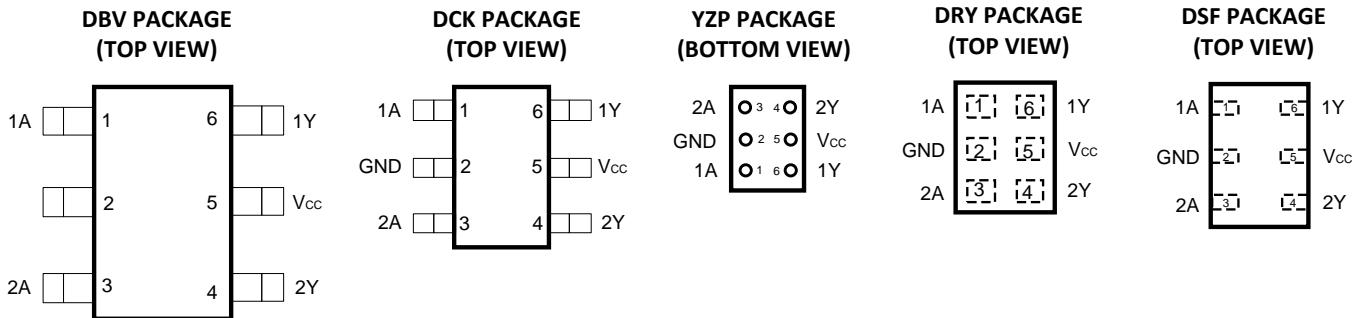 DBV PACKAGE
(TOP VIEW)
1A 1 6 1Y
2 5 Vcc
2A 3 4 2Y
DCK PACKAGE
(TOP VIEW)
1A 1 6 1Y
GND 2 5 Vcc
2A 3 4 2Y
YZP PACKAGE
(BOTTOM VIEW)
2A 3 4 2Y
GND 2 5 Vcc
1A 1 6 1Y
DRY PACKAGE
(TOP VIEW)
1A 1 6 1Y
GND 2 5 Vcc
2A 3 4 2Y
DSF PACKAGE
(TOP VIEW)
1A 1 6 1Y
GND 2 5 Vcc
2A 3 4 2Y